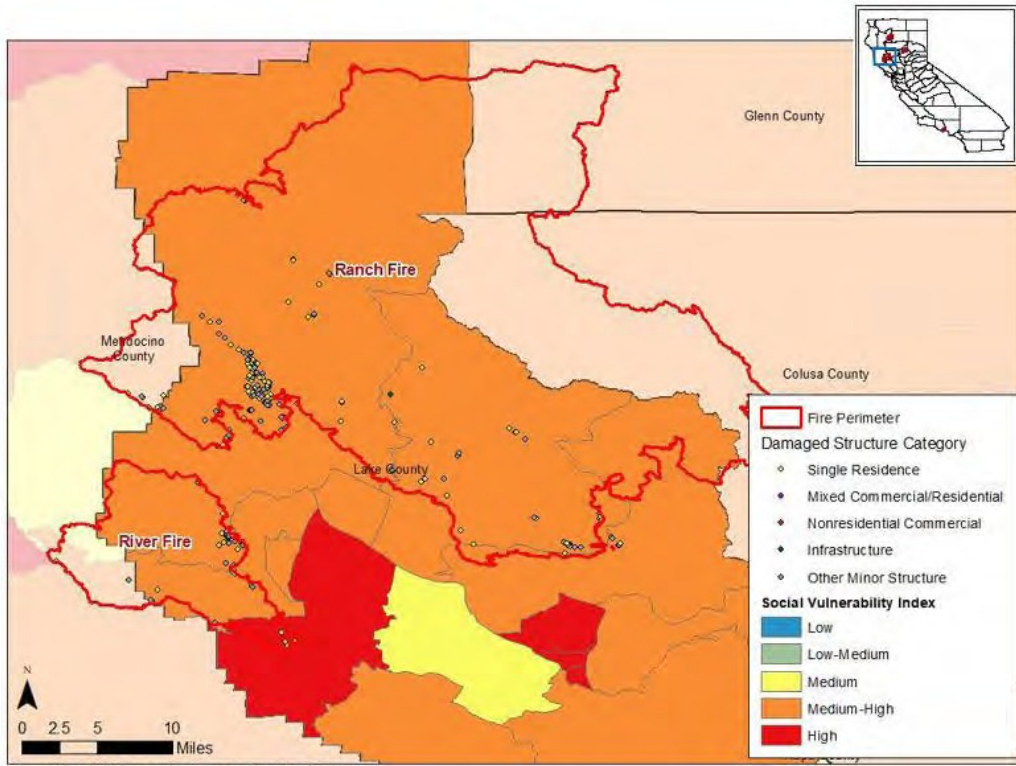 Glenn County
Ranch Fire
Mendocino
County
Colusa County
Lake County
River Fire
Fire Perimeter
Damaged Structure Category
Single Residence
Mixed Commercial/Residential
Nonresidential Commercial
Infrastructure
Other Minor Structure
Social Vulnerability Index
Low
Low-Medium
Medium
Medium-High
High
N
0 2.5 5 10
Miles